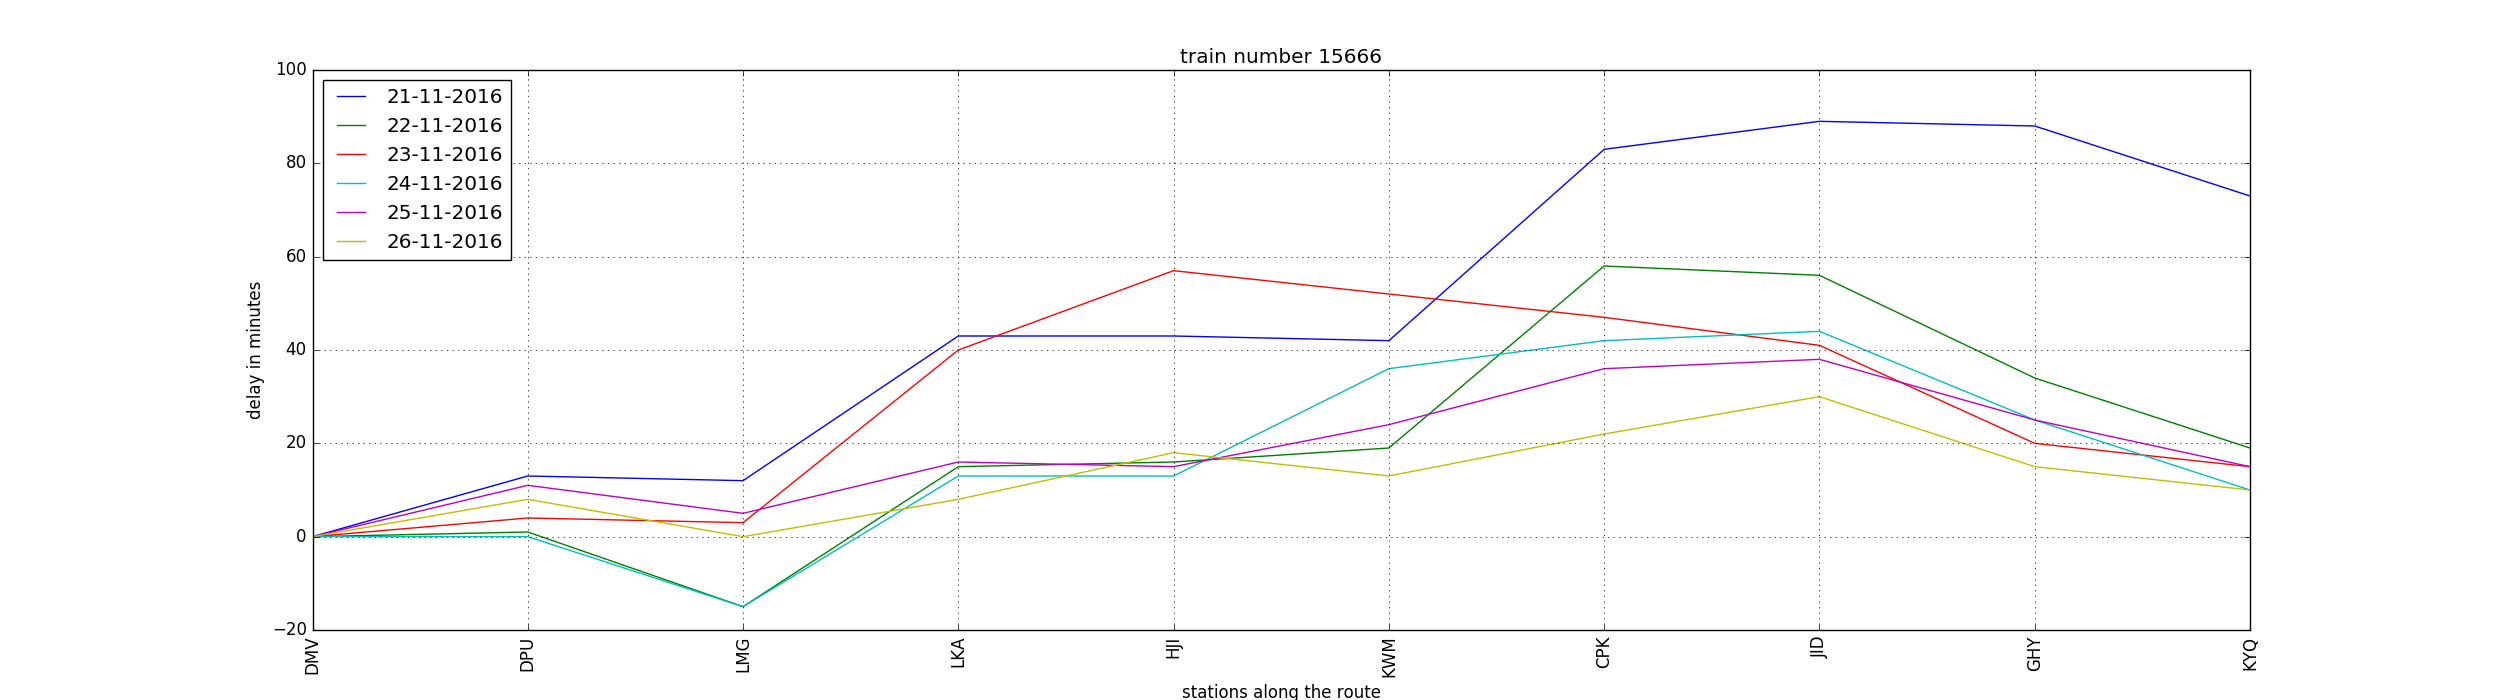 train number 15666
100
80
60
40
20
0
−20
delay in minutes
21-11-2016
22-11-2016
23-11-2016
24-11-2016
25-11-2016
26-11-2016
DMV
DPU
LMG
LKA
HJI
KWM
CPK
JID
GHY
KYQ
stations along the route